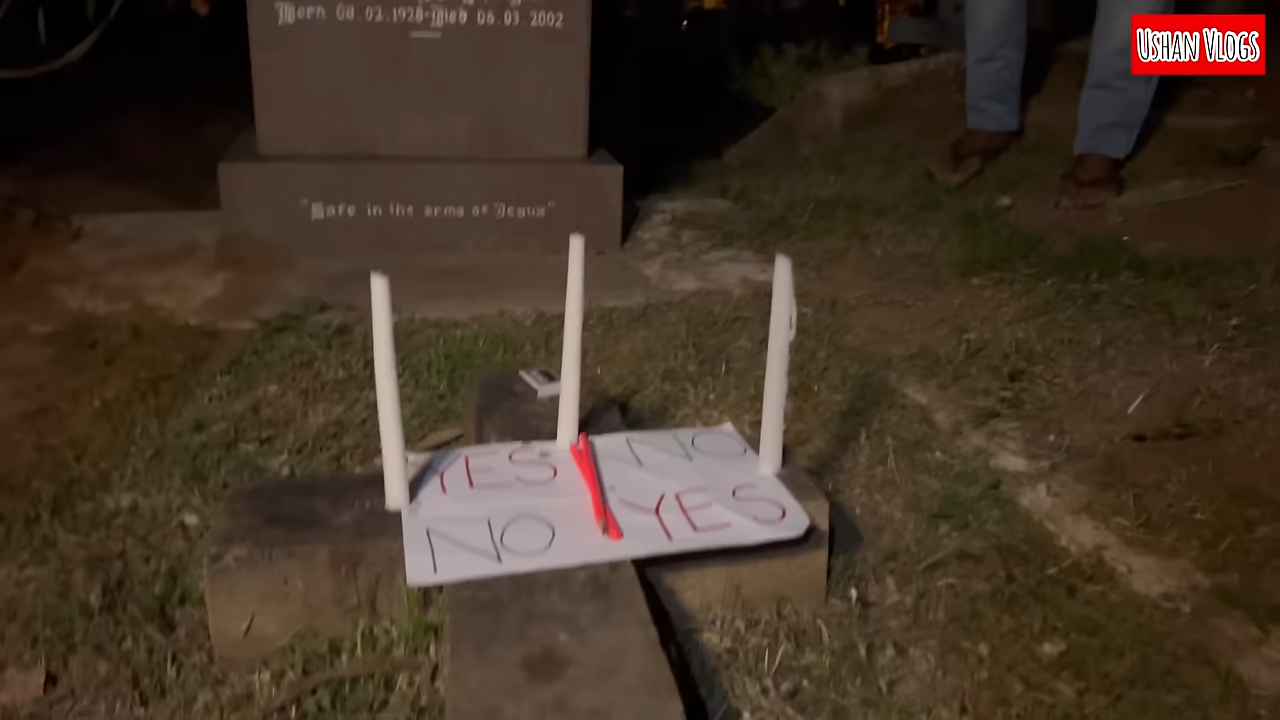 Born 08.02.1928-Died 06.03.2002
USHAN VLOGS
"Safe in the arms of Jesus"
YES NO
NO YES